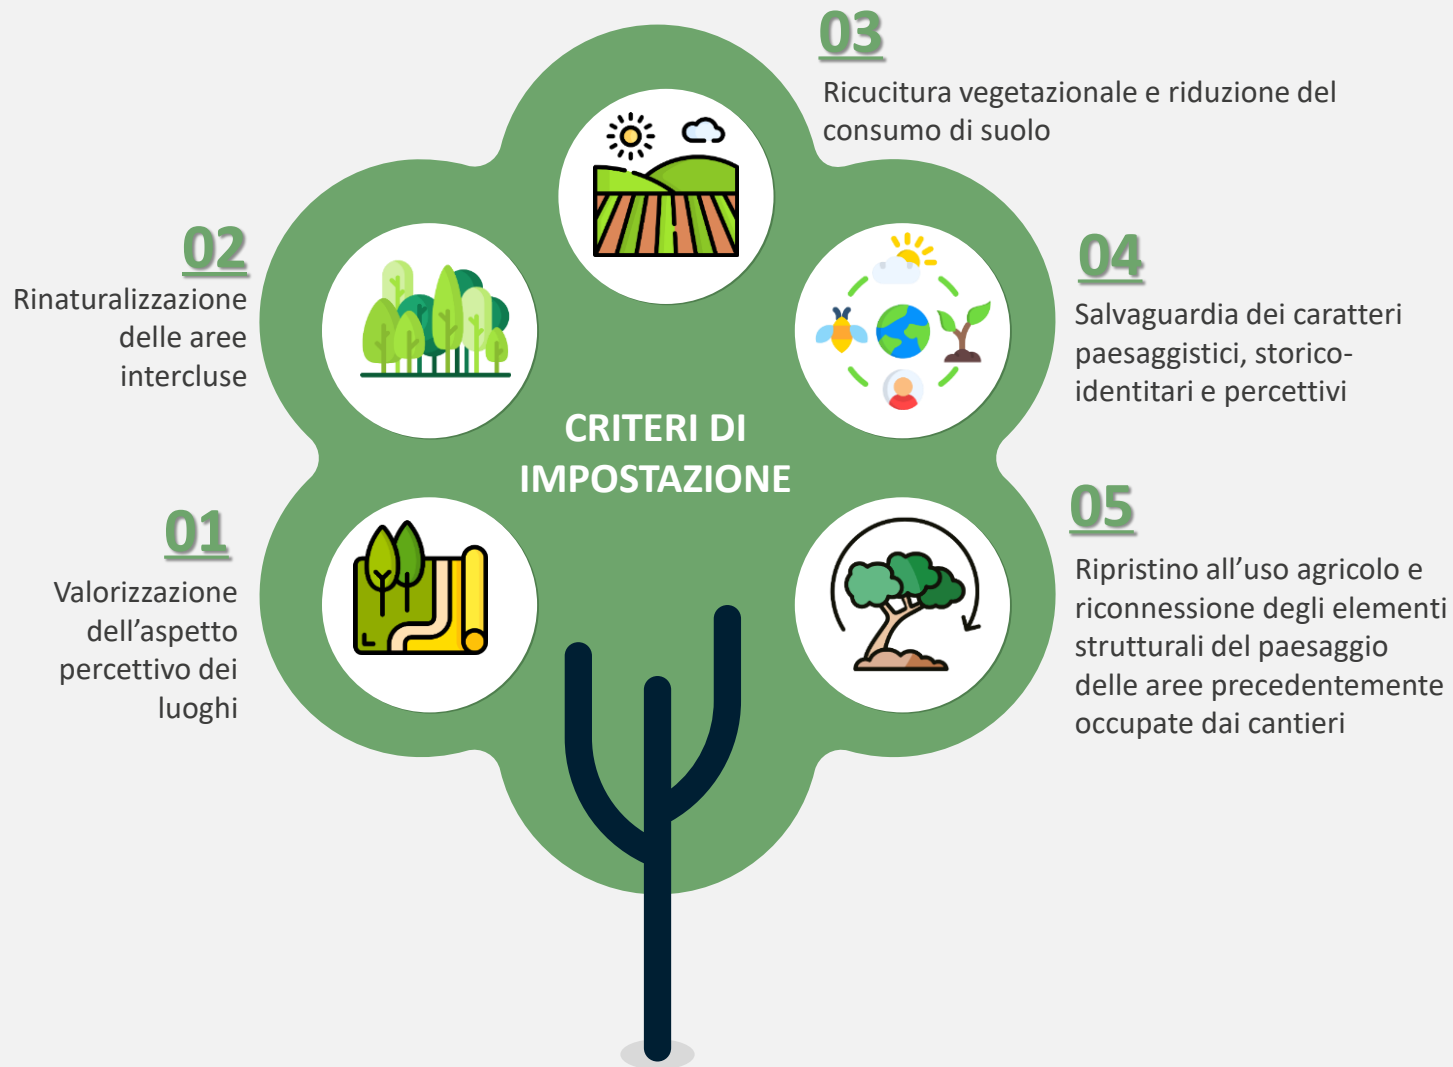 03
Ricucitura vegetazionale e riduzione del
consumo di suolo
02
Rinaturalizzazione
delle aree
intercluse
04
Salvaguardia dei caratteri
paesaggistici, storico-
identitari e percettivi
CRITERI DI
IMPOSTAZIONE
01
Valorizzazione
dell’aspetto
percettivo dei
luoghi
05
Ripristino all’uso agricolo e
riconnessione degli elementi
strutturali del paesaggio
delle aree precedentemente
occupate dai cantieri